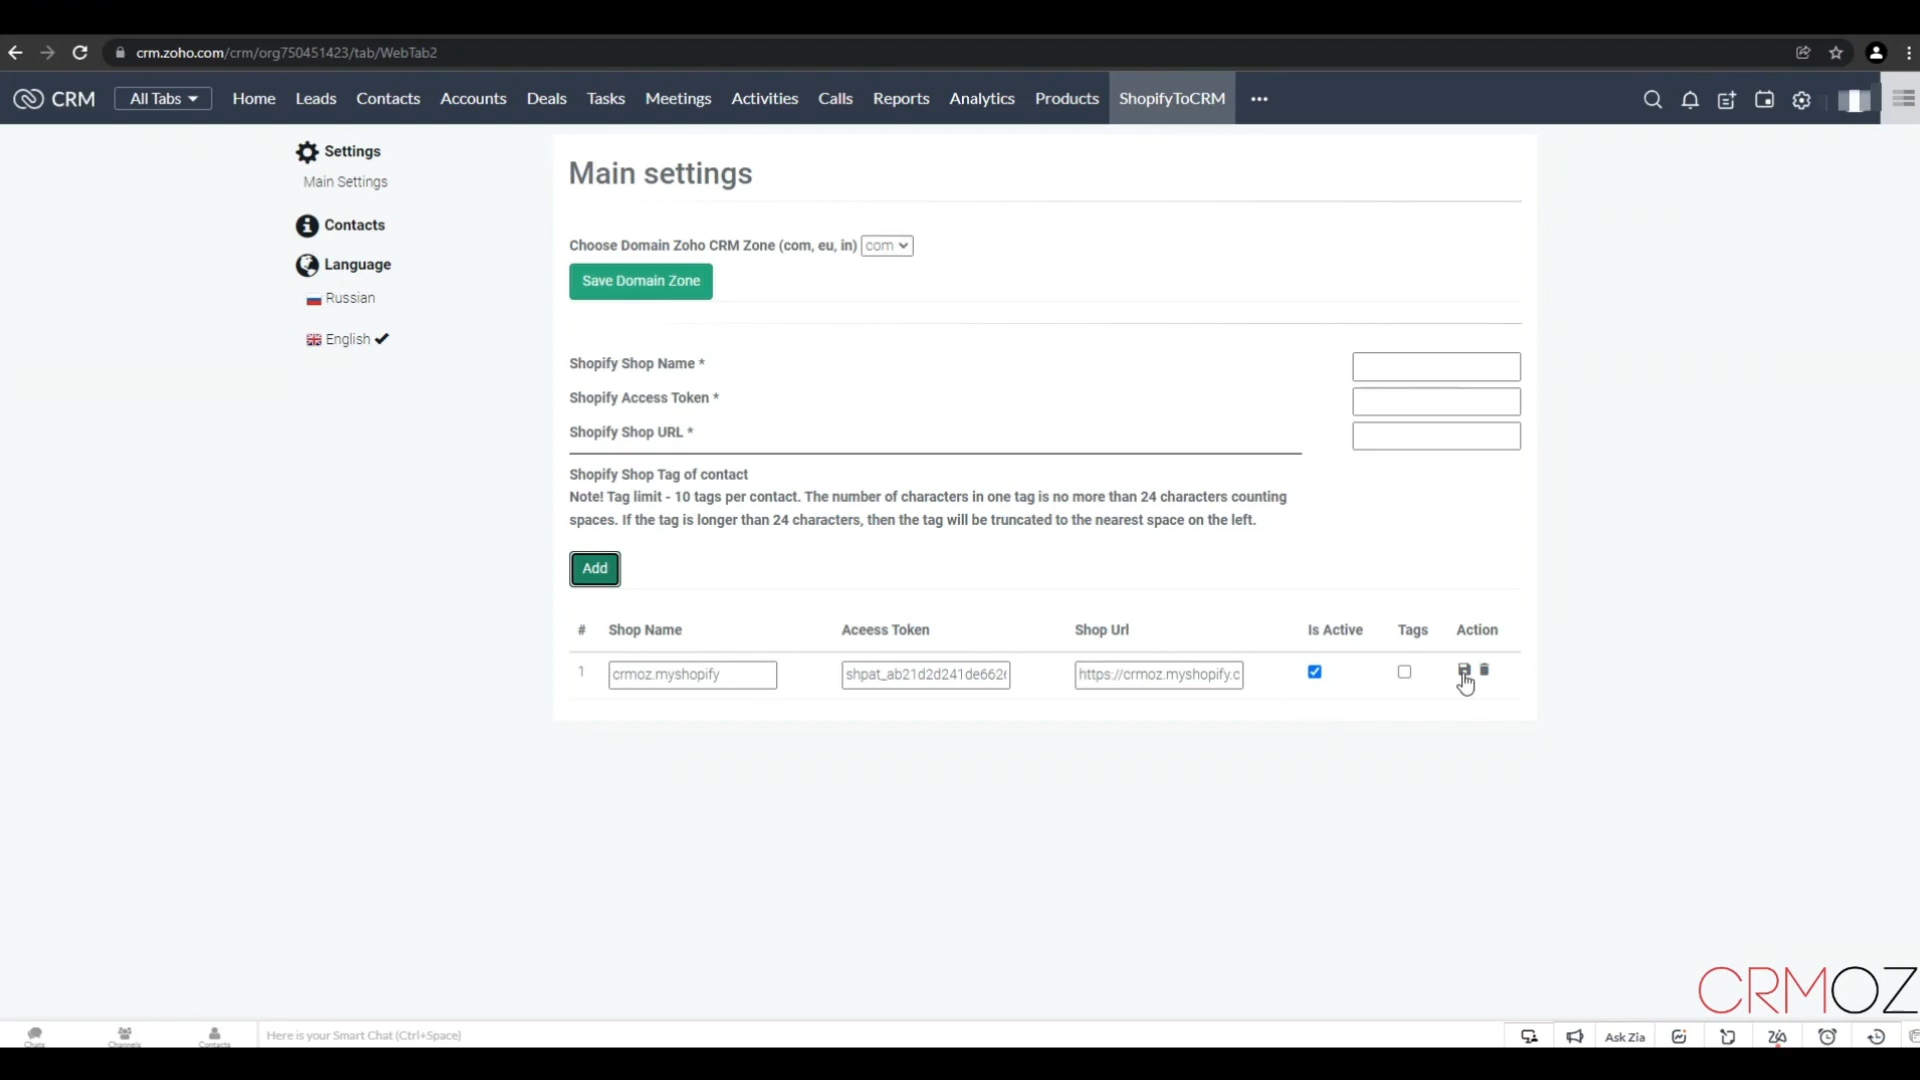 crm.zoho.com/crm/org750451423/tab/WebTab2
CRM All Tabs Home Leads Contacts Accounts Deals Tasks Meetings Activities Calls Reports Analytics Products ShopifyToCRM
Settings
Main Settings
Contacts
Language
Russian
English
Main settings
Choose Domain Zoho CRM Zone (com, eu, in) com
Save Domain Zone
Shopify Shop Name *
Shopify Access Token *
Shopify Shop URL *
Shopify Shop Tag of contact
Note! Tag limit - 10 tags per contact. The number of characters in one tag is no more than 24 characters counting
spaces. If the tag is longer than 24 characters, then the tag will be truncated to the nearest space on the left.
Add
# Shop Name Aceess Token Shop Url Is Active Tags Action
1 crmoz.myshopify shpat_ab21d2d241de662 https://crmoz.myshopify.c
CRMOZ
Chats Channels Contacts Here is your Smart Chat (Ctrl+Space) Ask Zia